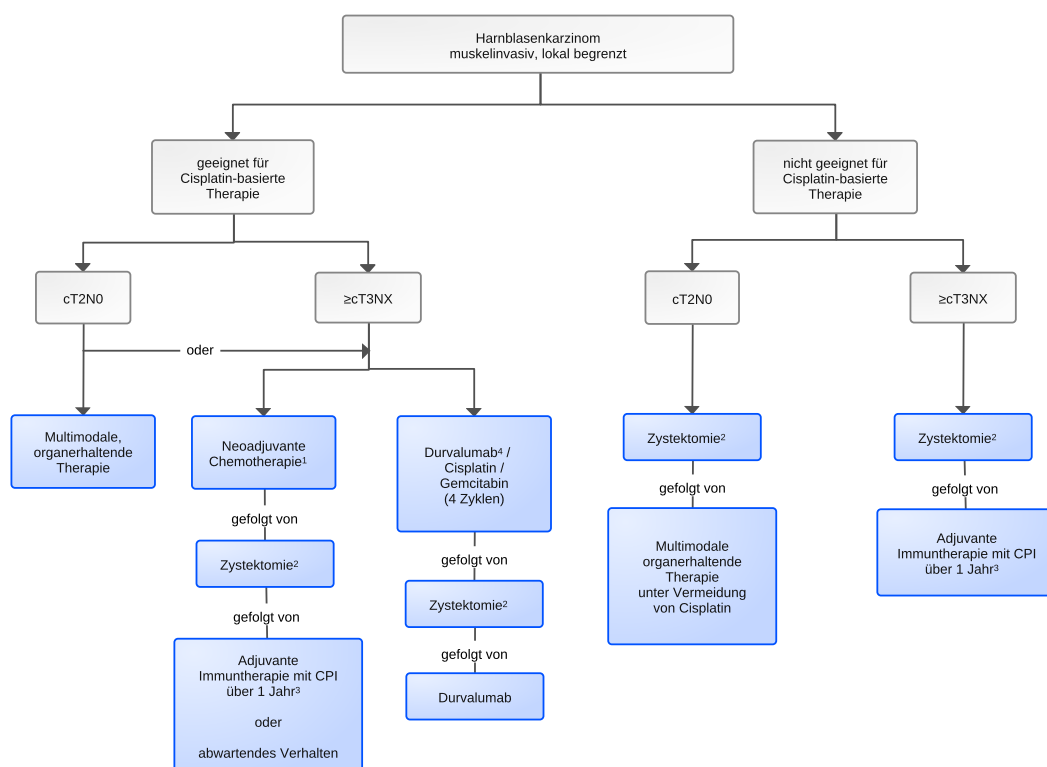 Harnblasenkarzinom
muskelinvasiv, lokal begrenzt
geeignet für
Cisplatin-basierte
Therapie
nicht geeignet für
Cisplatin-basierte
Therapie
cT2N0
≥cT3NX
cT2N0
≥cT3NX
oder
Multimodale,
organerhaltende
Therapie
Neoadjuvante
Chemotherapie¹
gefolgt von
Zystektomie²
gefolgt von
Adjuvante
Immuntherapie mit CPI
über 1 Jahr³
oder
abwartendes Verhalten
Durvalumab⁴ /
Cisplatin /
Gemcitabin
(4 Zyklen)
gefolgt von
Zystektomie²
gefolgt von
Durvalumab
Zystektomie²
gefolgt von
Multimodale
organerhaltende
Therapie
unter Vermeidung
von Cisplatin
Zystektomie²
gefolgt von
Adjuvante
Immuntherapie mit CPI
über 1 Jahr³